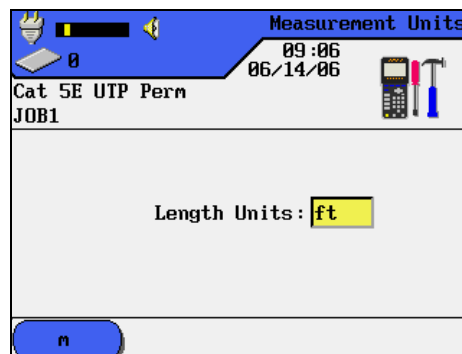 Measurement Units
09:06
0
06/14/06
Cat 5E UTP Perm
JOB1
Length Units: ft
m